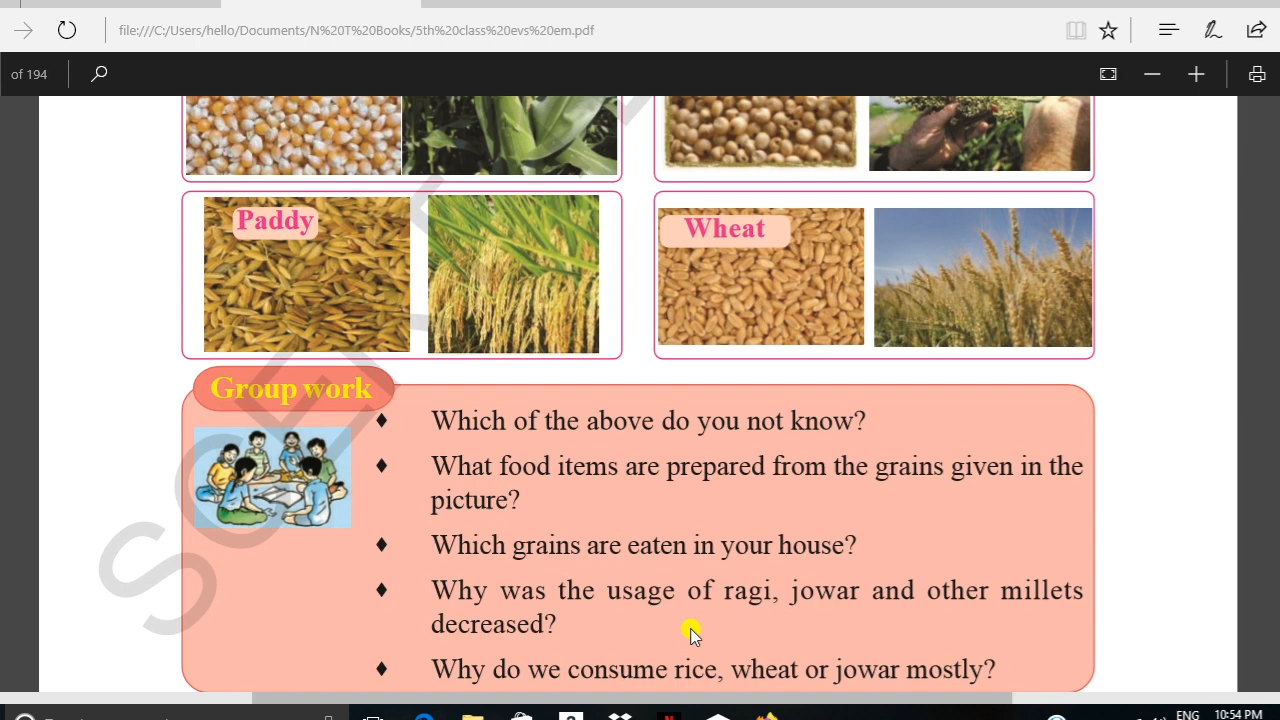 file:///C:/Users/hello/Documents/N%20T%20Books/5th%20class%20evs%20em.pdf
of 194
Paddy
Wheat
Group work
♦ Which of the above do you not know?
♦ What food items are prepared from the grains given in the
picture?
♦ Which grains are eaten in your house?
♦ Why was the usage of ragi, jowar and other millets
decreased?
♦ Why do we consume rice, wheat or jowar mostly?
ENG
10:54 PM